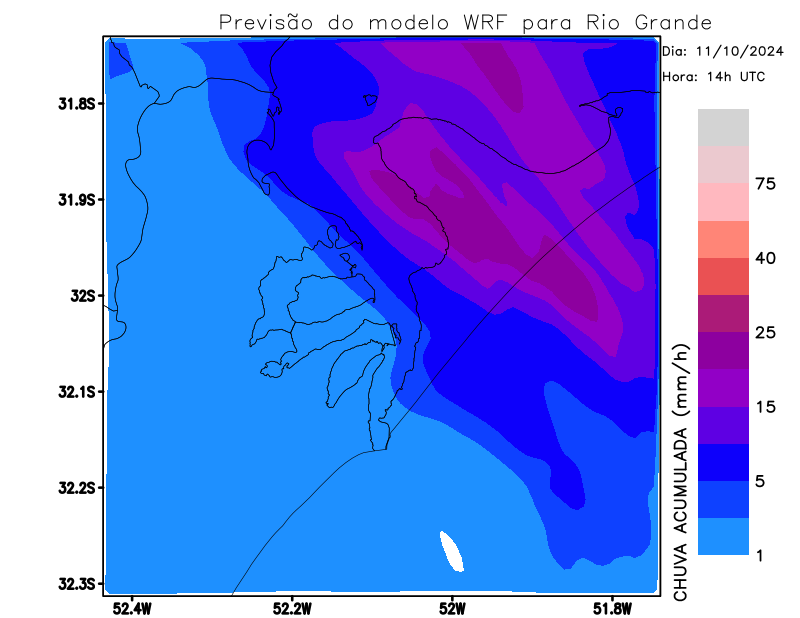 Previsão do modelo WRF para Rio Grande
Dia: 11/10/2024
Hora: 14h UTC
31.8S
31.9S
32S
32.1S
32.2S
32.3S
52.4W
52.2W
52W
51.8W
75
40
25
15
5
1
CHUVA ACUMULADA (mm/h)